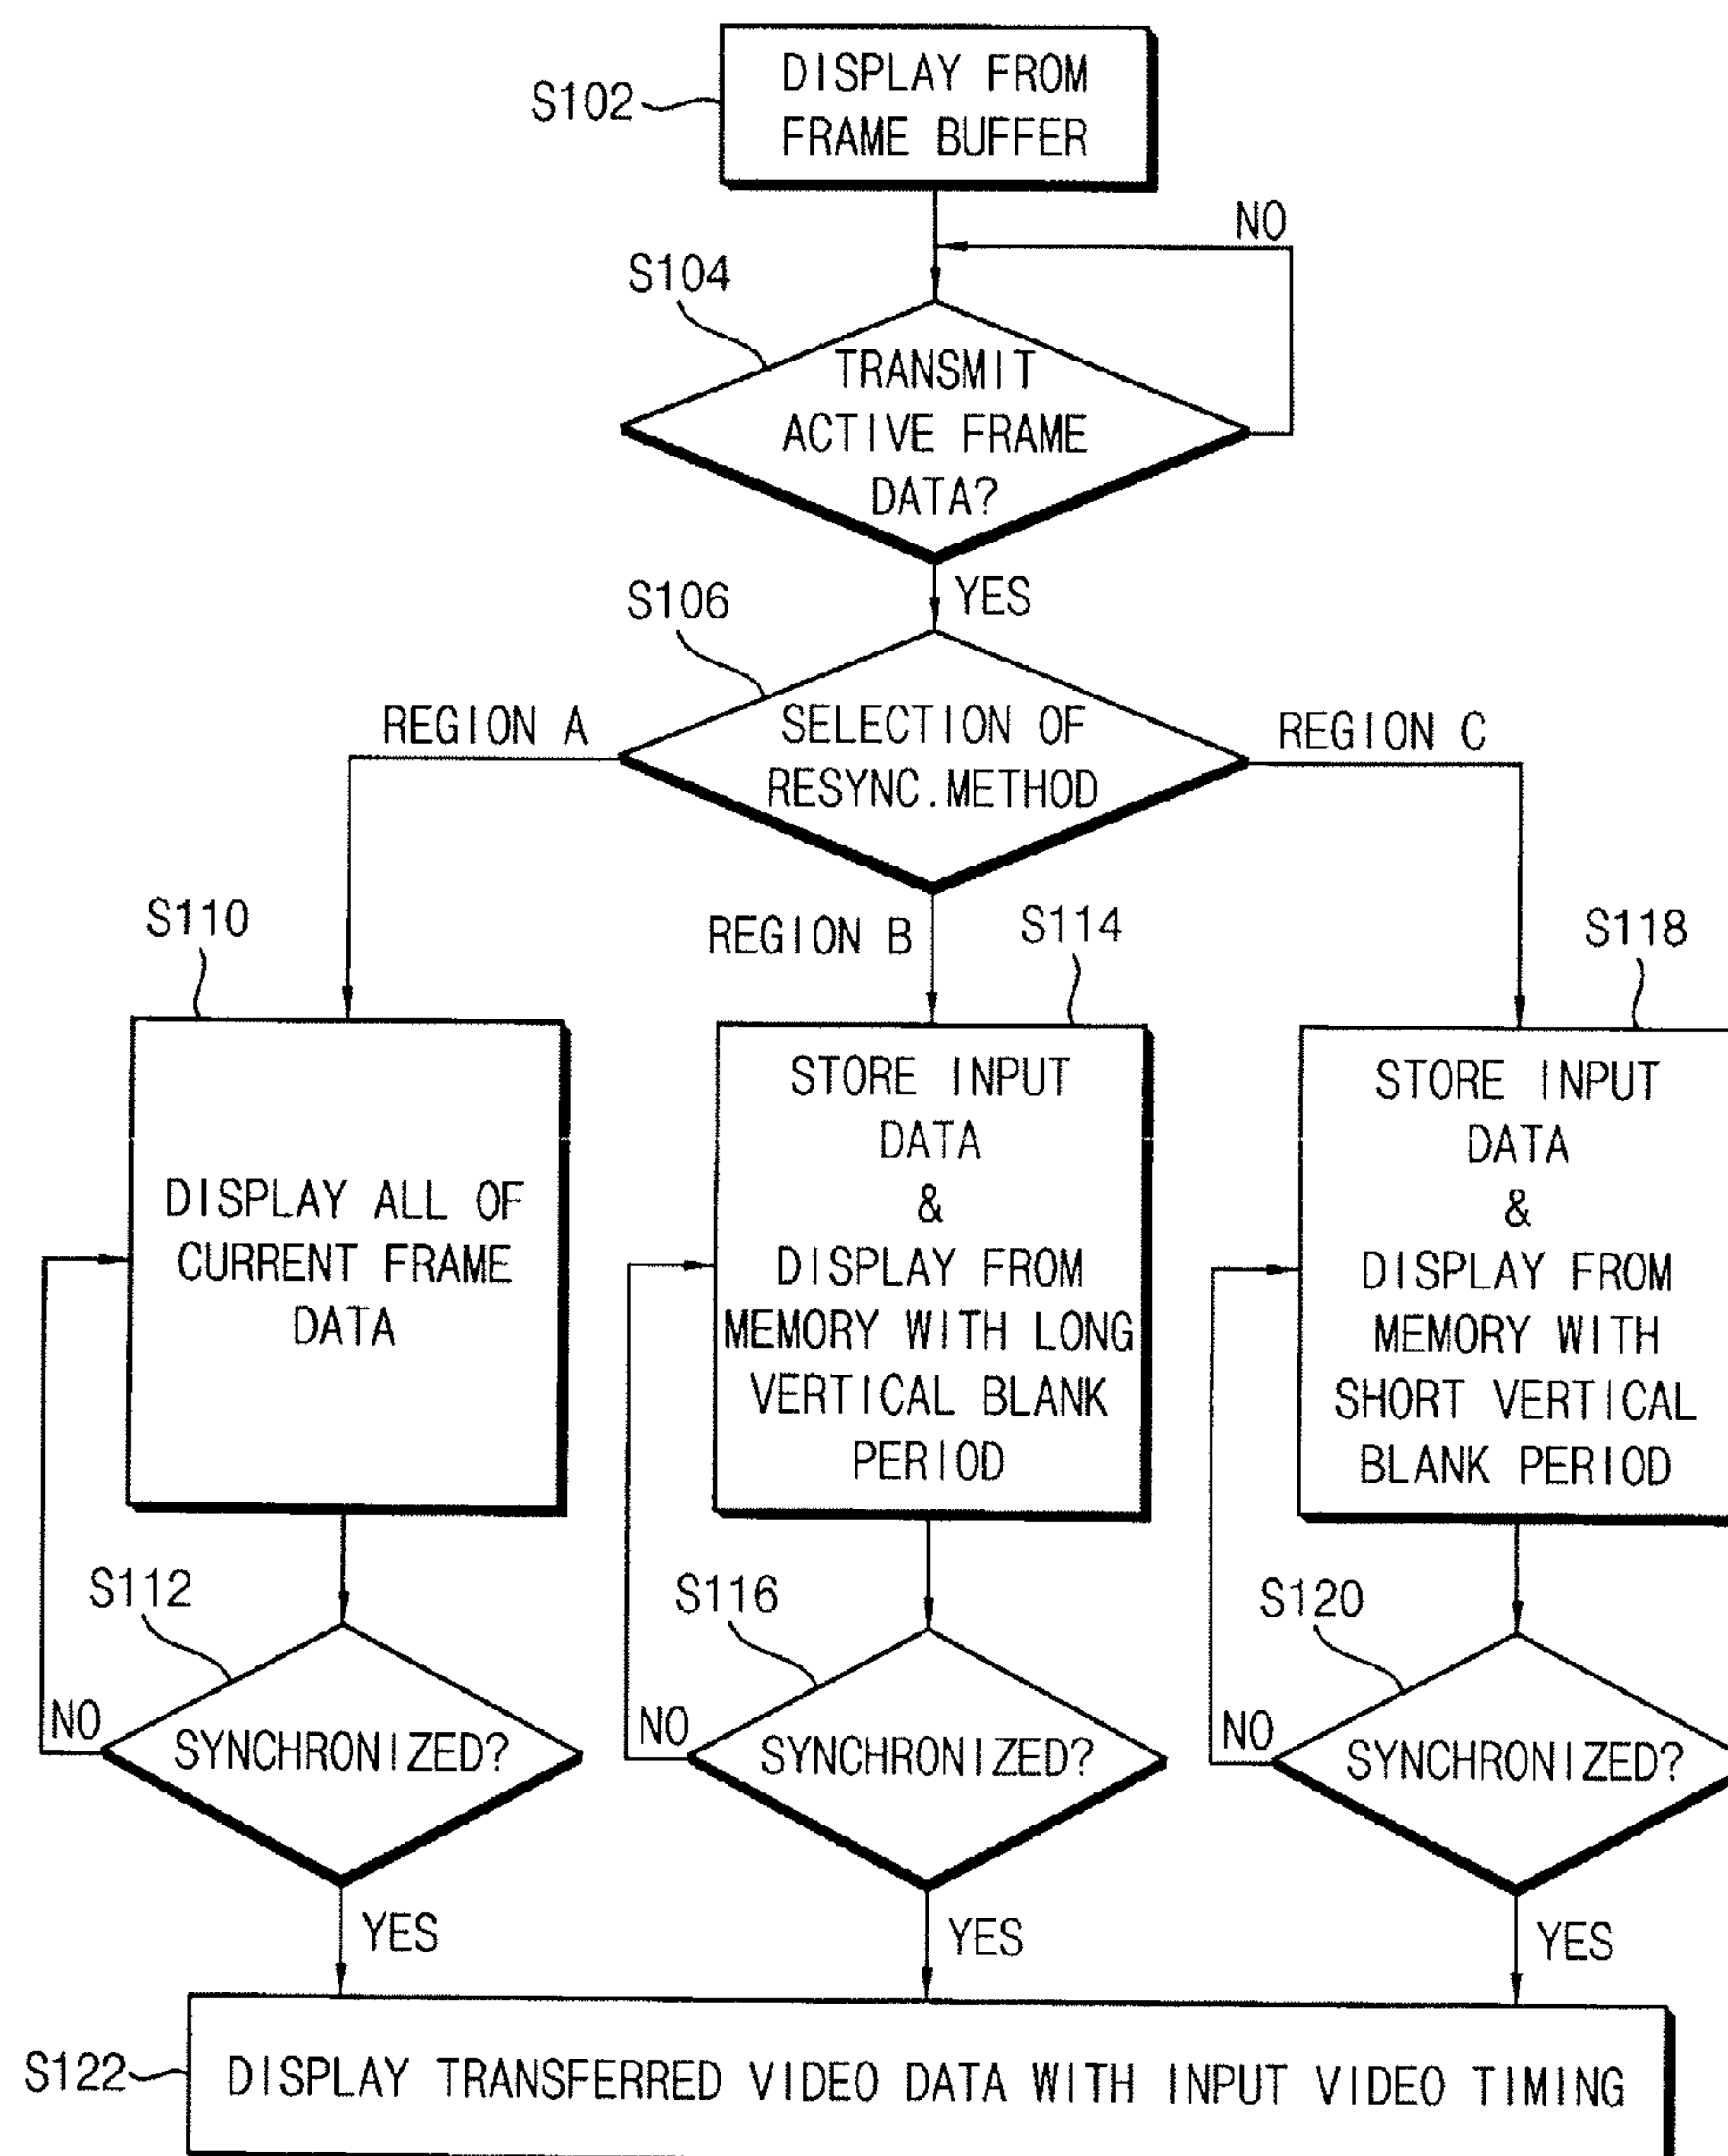 S102
DISPLAY FROM
FRAME BUFFER
NO
S104
TRANSMIT
ACTIVE FRAME
DATA?
YES
S106
REGION A
SELECTION OF
RESYNC.METHOD
REGION C
S110
REGION B
S114
S118
DISPLAY ALL OF
CURRENT FRAME
DATA
STORE INPUT
DATA
&
DISPLAY FROM
MEMORY WITH LONG
VERTICAL BLANK
PERIOD
STORE INPUT
DATA
&
DISPLAY FROM
MEMORY WITH
SHORT VERTICAL
BLANK PERIOD
S112
NO
SYNCHRONIZED?
YES
S116
NO
SYNCHRONIZED?
YES
S120
NO
SYNCHRONIZED?
YES
S122
DISPLAY TRANSFERRED VIDEO DATA WITH INPUT VIDEO TIMING